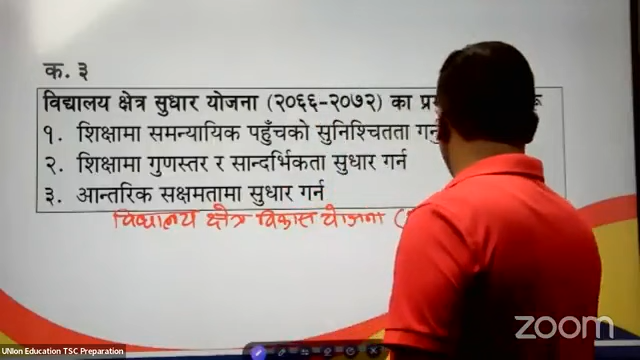 क. ३
विद्यालय क्षेत्र सुधार योजना (२०६६-२०७२) का
१. शिक्षामा समन्यायिक पहुँचको सुनिश्चितता
२. शिक्षामा गुणस्तर र सान्दर्भिकता सुधार गर्न
३. आन्तरिक सक्षमतामा सुधार गर्न
विद्यालय क्षेत्र विकास योजना (
UNIon Education TSC Preparation
zoom